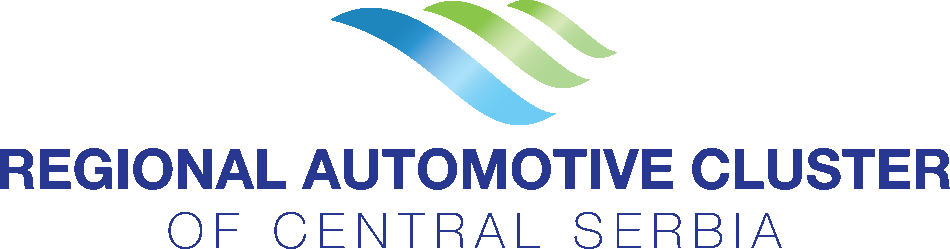 REGIONAL AUTOMOTIVE CLUSTER
OF CENTRAL SERBIA